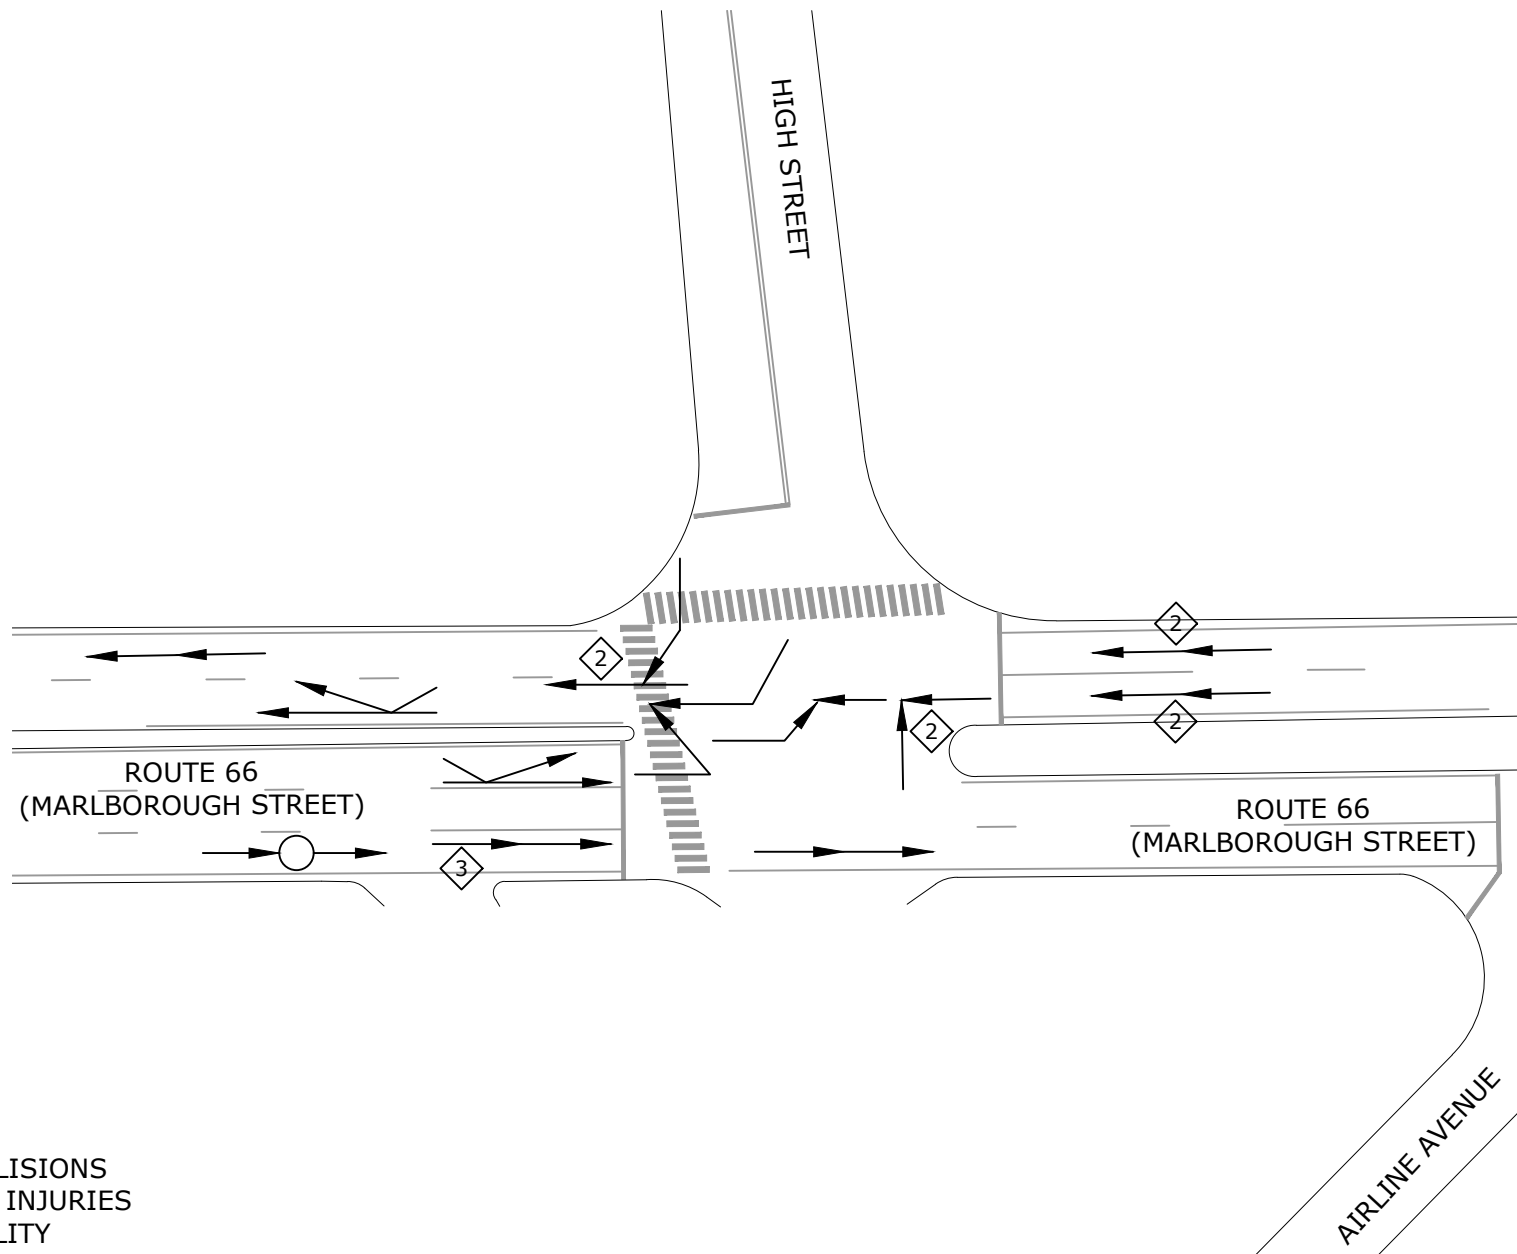 HIGH STREET
2
2
2
2
ROUTE 66
(MARLBOROUGH STREET)
ROUTE 66
(MARLBOROUGH STREET)
3
AIRLINE AVENUE
LISIONS
INJURIES
LITY